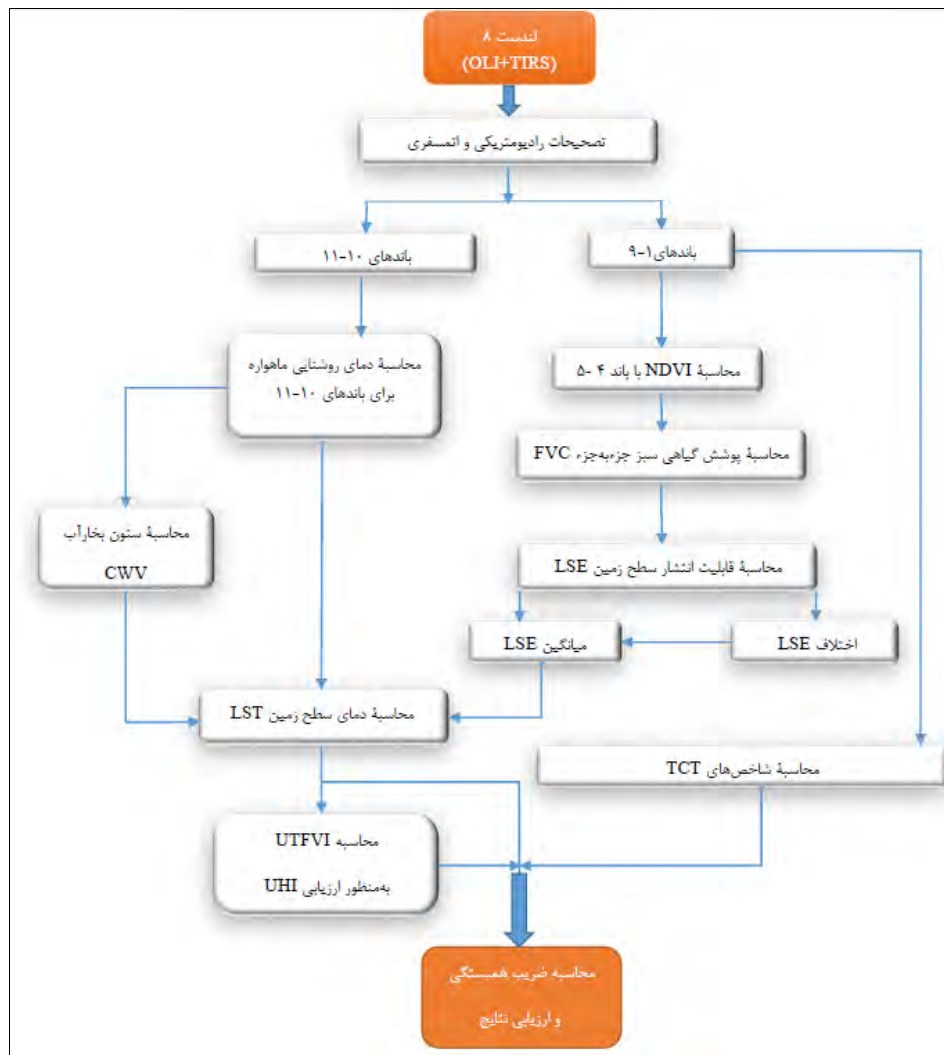 لندست ۸
(OLI+TIRS)
تصحیحات رادیومتریکی و اتمسفری
باندهای ۱۰-۱۱
باندهای۱-۹
محاسبهٔ دمای روشنایی ماهواره
برای باندهای ۱۰-۱۱
محاسبهٔ NDVI با باند ۴ -۵
محاسبهٔ پوشش گیاهی سبز جزءبه‌جزء FVC
محاسبهٔ ستون بخارآب
CWV
محاسبهٔ قابلیت انتشار سطح زمین LSE
میانگین LSE
اختلاف LSE
محاسبهٔ دمای سطح زمین LST
محاسبهٔ شاخص‌های TCT
محاسبه UTFVI
به‌منظور ارزیابی UHI
محاسبه ضریب همبستگی
و ارزیابی نتایج